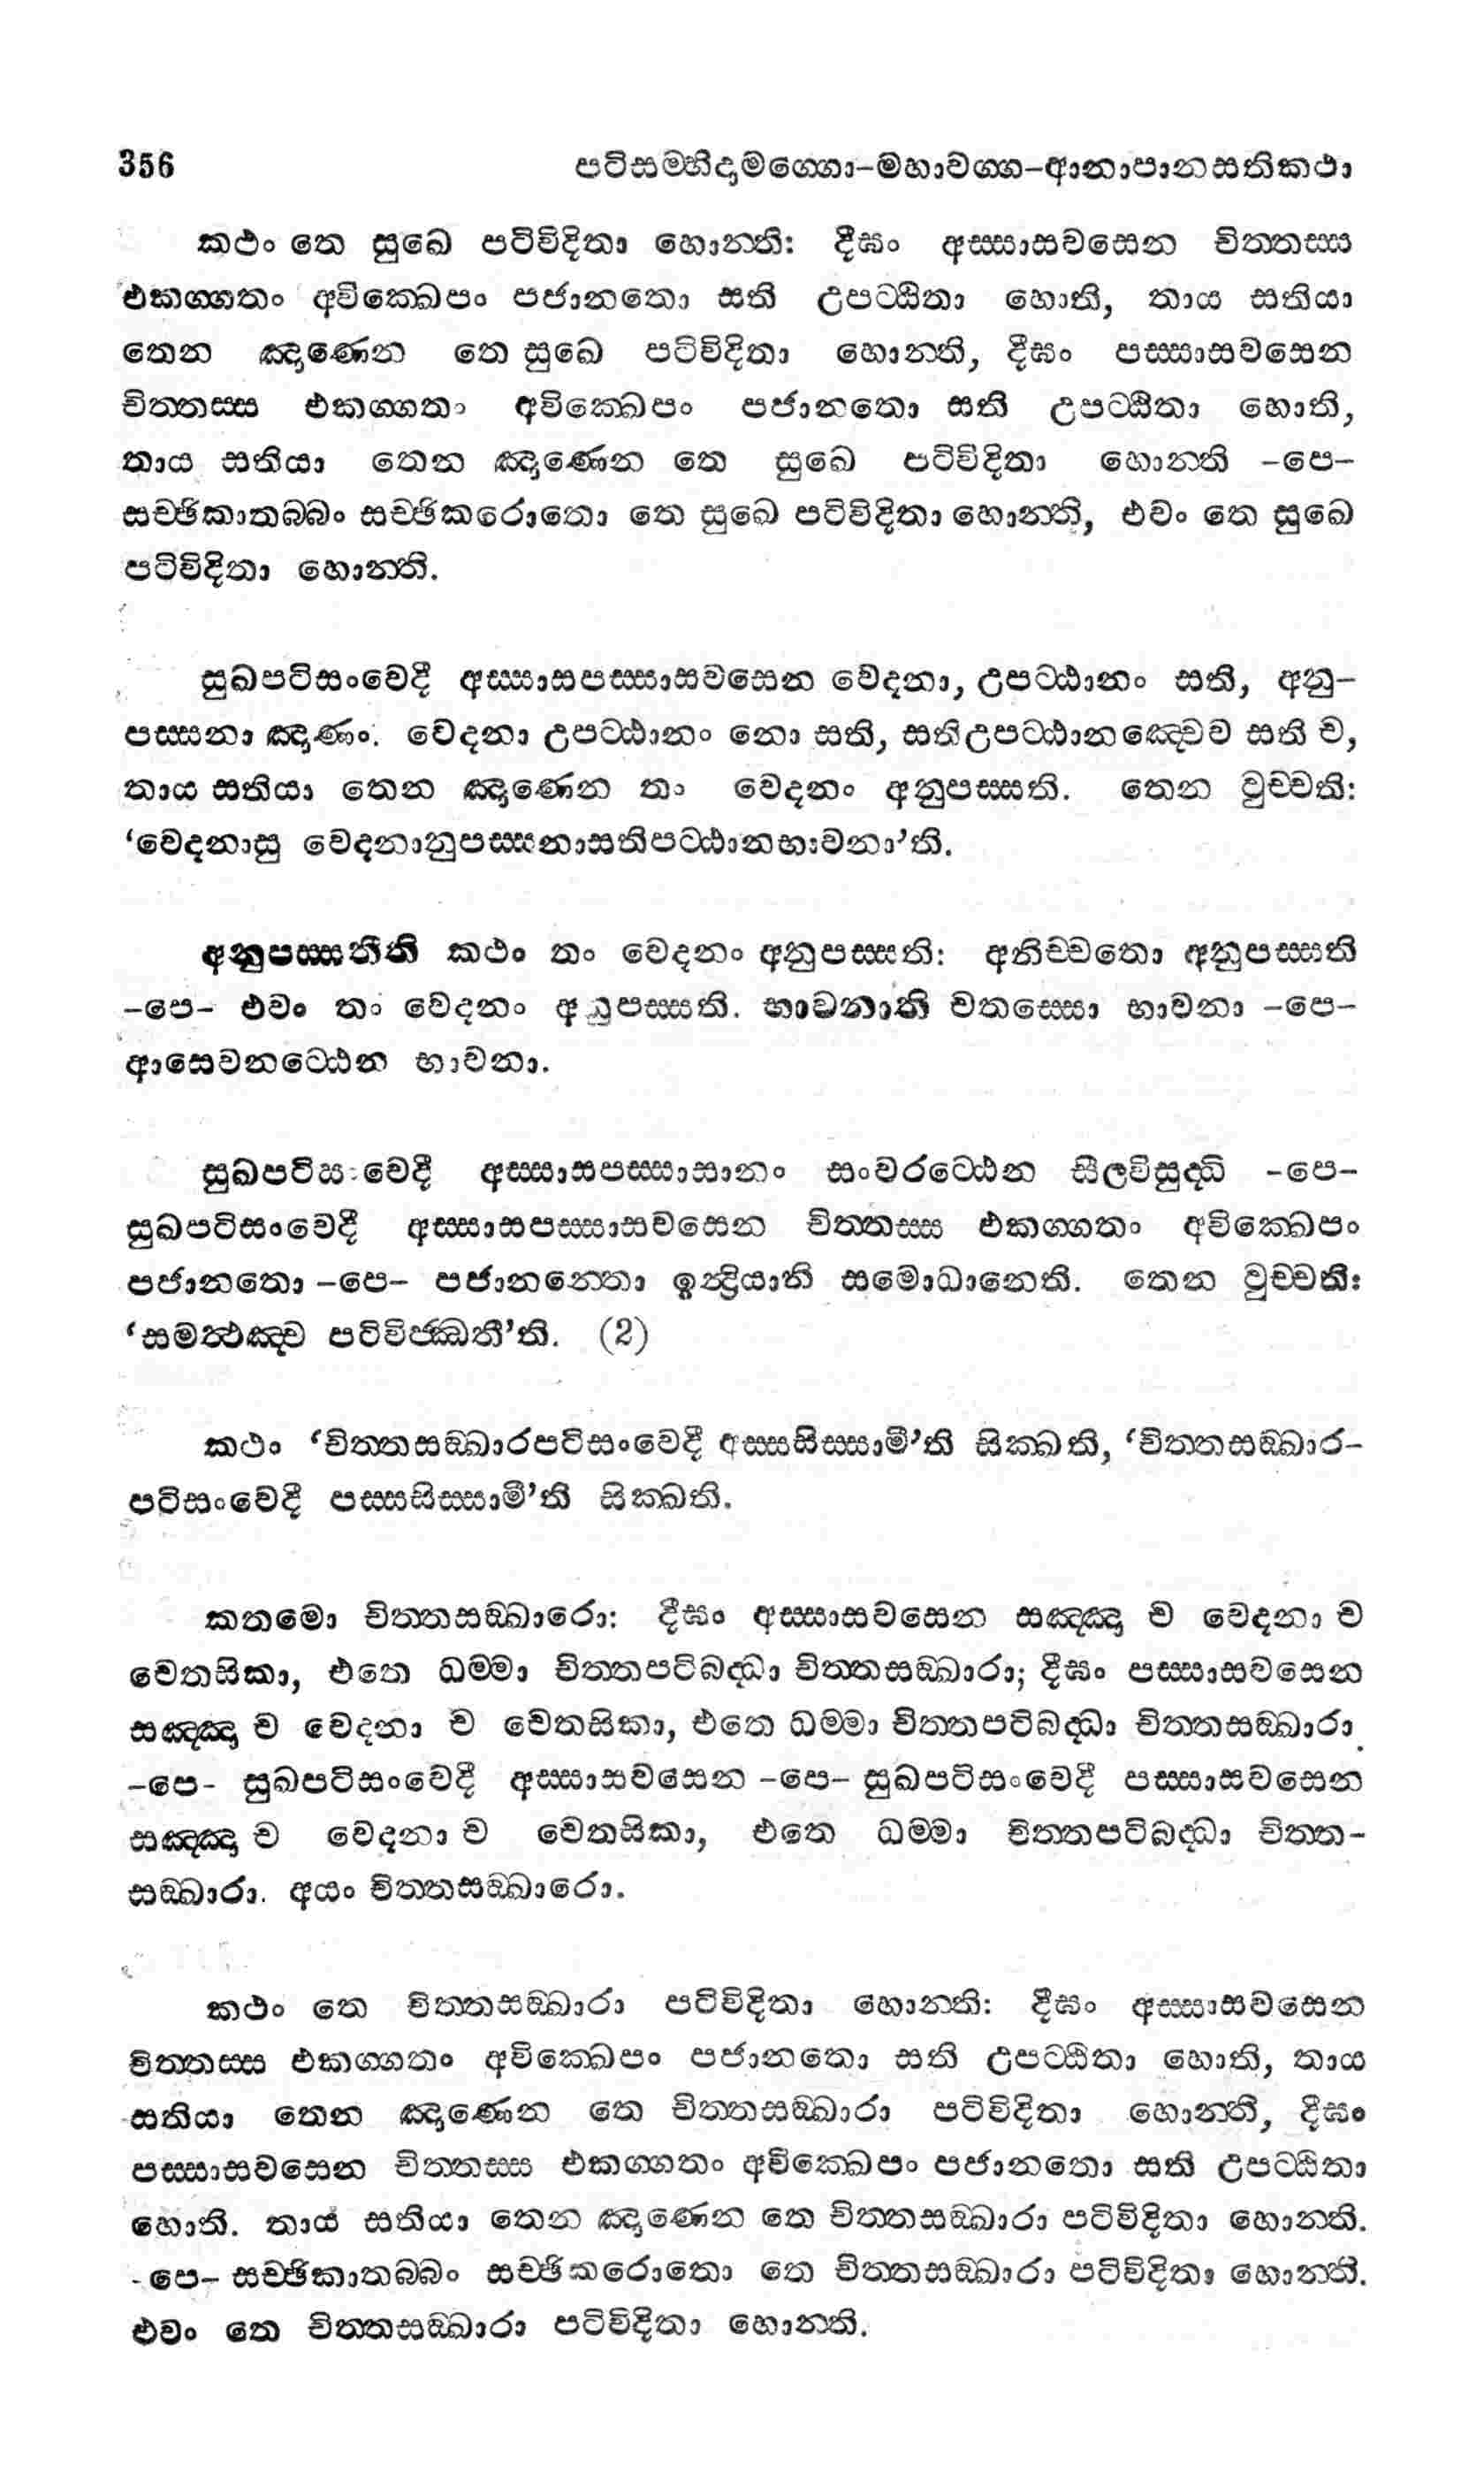 356 පටිසම්භිදාමග්ගො-මහාවග්ග-ආනාපානසතිකථා
කථං තෙ සුඛෙ පටිවිදිතා හොන්ති: දීඝං අස්සාසවසෙන චිත්තස්ස
එකග්ගතං අවික්ඛෙපං පජානතො සති උපට්ඨිතා හොති, තාය සතියා
තෙන ඤාණෙන තෙ සුඛෙ පටිවිදිතා හොන්ති, දීඝං පස්සාසවසෙන
චිත්තස්ස එකග්ගතං අවික්ඛෙපං පජානතො සති උපට්ඨිතා හොති,
තාය සතියා තෙන ඤාණෙන තෙ සුඛෙ පටිවිදිතා හොන්ති -පෙ-
සච්ඡිකාතබ්බං සච්ඡිකරොතො තෙ සුඛෙ පටිවිදිතා හොන්ති, එවං තෙ සුඛෙ
පටිවිදිතා හොන්ති.
සුඛපටිසංවෙදී අස්සාසපස්සාසවසෙන වෙදනා, උපට්ඨානං සති, අනු-
පස්සනා ඤාණං. වෙදනා උපට්ඨානං නො සති, සතිඋපට්ඨානඤ්චෙව සති ච,
තාය සතියා තෙන ඤාණෙන තං වෙදනං අනුපස්සති. තෙන වුච්චති:
‘වෙදනාසු වෙදනානුපස්සනාසතිපට්ඨානභාවනා’ති.
අනුපස්සතීති කථං තං වෙදනං අනුපස්සති: අනිච්චතො අනුපස්සති
-පෙ- එවං තං වෙදනං අනුපස්සති. භාවනාති චතස්සො භාවනා -පෙ-
ආසෙවනට්ඨෙන භාවනා.
සුඛපටිසංවෙදී අස්සාසපස්සාසානං සංවරට්ඨෙන සීලවිසුද්ධි -පෙ-
සුඛපටිසංවෙදී අස්සාසපස්සාසවසෙන චිත්තස්ස එකග්ගතං අවික්ඛෙපං
පජානතො -පෙ- පජානන්තො ඉන්ද්‍රියානි සමොධානෙති. තෙන වුච්චති:
‘සමත්ථඤ්ච පටිවිජ්ඣතී’ති. (2)
කථං ‘චිත්තසඞ්ඛාරපටිසංවෙදී අස්සසිස්සාමී’ති සික්ඛති, ‘චිත්තසඞ්ඛාර-
පටිසංවෙදී පස්සසිස්සාමී’ති සික්ඛති.
කතමො චිත්තසඞ්ඛාරො: දීඝං අස්සාසවසෙන සඤ්ඤා ච වෙදනා ච
චෙතසිකා, එතෙ ධම්මා චිත්තපටිබද්ධා චිත්තසඞ්ඛාරා; දීඝං පස්සාසවසෙන
සඤ්ඤා ච වෙදනා ච චෙතසිකා, එතෙ ධම්මා චිත්තපටිබද්ධා චිත්තසඞ්ඛාරා.
-පෙ- සුඛපටිසංවෙදී අස්සාසවසෙන -පෙ- සුඛපටිසංවෙදී පස්සාසවසෙන
සඤ්ඤා ච වෙදනා ච චෙතසිකා, එතෙ ධම්මා චිත්තපටිබද්ධා චිත්ත-
සඞ්ඛාරා. අයං චිත්තසඞ්ඛාරො.
කථං තෙ චිත්තසඞ්ඛාරා පටිවිදිතා හොන්ති: දීඝං අස්සාසවසෙන
චිත්තස්ස එකග්ගතං අවික්ඛෙපං පජානතො සති උපට්ඨිතා හොති, තාය
සතියා තෙන ඤාණෙන තෙ චිත්තසඞ්ඛාරා පටිවිදිතා හොන්ති, දීඝං
පස්සාසවසෙන චිත්තස්ස එකග්ගතං අවික්ඛෙපං පජානතො සති උපට්ඨිතා
හොති. තාය සතියා තෙන ඤාණෙන තෙ චිත්තසඞ්ඛාරා පටිවිදිතා හොන්ති.
-පෙ- සච්ඡිකාතබ්බං සච්ඡිකරොතො තෙ චිත්තසඞ්ඛාරා පටිවිදිතා හොන්ති.
එවං තෙ චිත්තසඞ්ඛාරා පටිවිදිතා හොන්ති.